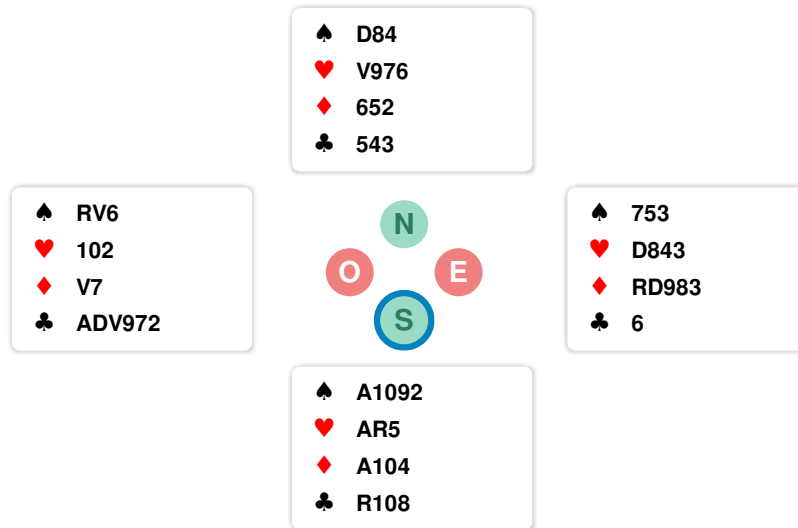 ♠ D84
♥ V976
♦ 652
♣ 543
♠ RV6
♥ 102
♦ V7
♣ ADV972
N
O E
S
♠ 753
♥ D843
♦ RD983
♣ 6
♠ A1092
♥ AR5
♦ A104
♣ R108